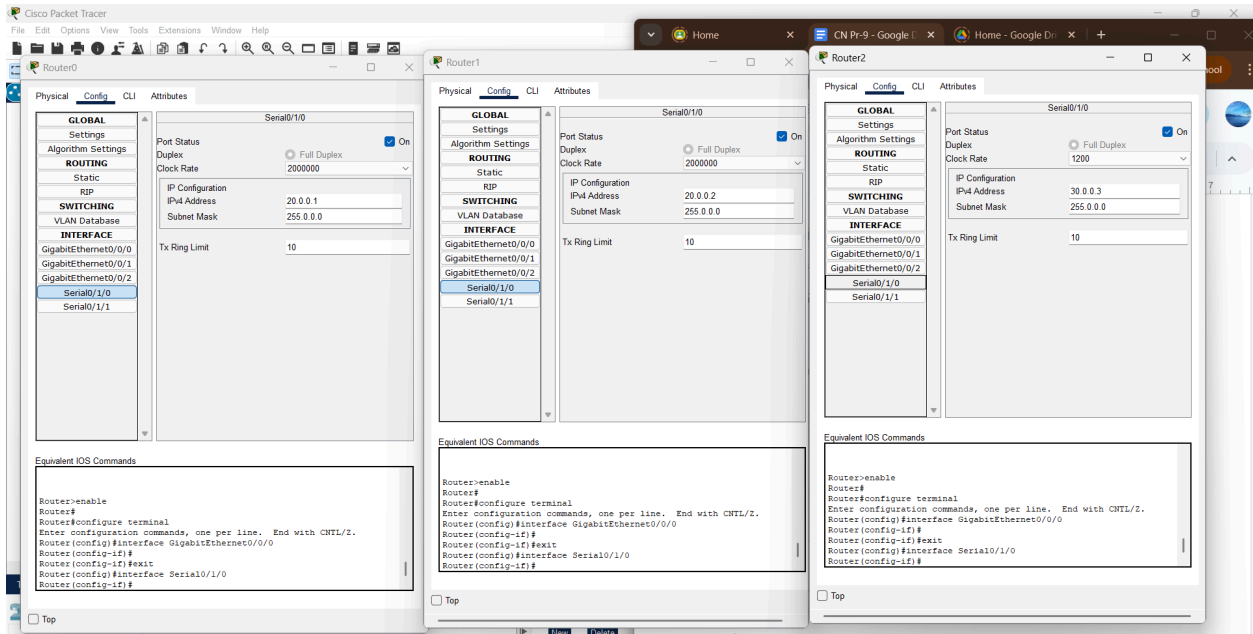 Cisco Packet Tracer
File Edit Options View Tools Extensions Window Help
Home
CN Pr-9 - Google D
Home - Google Dri
Router0
Physical Config CLI Attributes
GLOBAL
Settings
Algorithm Settings
ROUTING
Static
RIP
SWITCHING
VLAN Database
INTERFACE
GigabitEthernet0/0/0
GigabitEthernet0/0/1
GigabitEthernet0/0/2
Serial0/1/0
Serial0/1/1
Serial0/1/0
Port Status On
Duplex Full Duplex
Clock Rate 2000000
IP Configuration
IPv4 Address 20.0.0.1
Subnet Mask 255.0.0.0
Tx Ring Limit 10
Equivalent IOS Commands
Router>enable
Router#
Router#configure terminal
Enter configuration commands, one per line. End with CNTL/Z.
Router(config)#interface GigabitEthernet0/0/0
Router(config-if)#
Router(config-if)#exit
Router(config)#interface Serial0/1/0
Router(config-if)#
Top
Router1
Physical Config CLI Attributes
GLOBAL
Settings
Algorithm Settings
ROUTING
Static
RIP
SWITCHING
VLAN Database
INTERFACE
GigabitEthernet0/0/0
GigabitEthernet0/0/1
GigabitEthernet0/0/2
Serial0/1/0
Serial0/1/1
Serial0/1/0
Port Status On
Duplex Full Duplex
Clock Rate 2000000
IP Configuration
IPv4 Address 20.0.0.2
Subnet Mask 255.0.0.0
Tx Ring Limit 10
Equivalent IOS Commands
Router>enable
Router#
Router#configure terminal
Enter configuration commands, one per line. End with CNTL/Z.
Router(config)#interface GigabitEthernet0/0/0
Router(config-if)#
Router(config-if)#exit
Router(config)#interface Serial0/1/0
Router(config-if)#
Top
Router2
Physical Config CLI Attributes
GLOBAL
Settings
Algorithm Settings
ROUTING
Static
RIP
SWITCHING
VLAN Database
INTERFACE
GigabitEthernet0/0/0
GigabitEthernet0/0/1
GigabitEthernet0/0/2
Serial0/1/0
Serial0/1/1
Serial0/1/0
Port Status On
Duplex Full Duplex
Clock Rate 1200
IP Configuration
IPv4 Address 30.0.0.3
Subnet Mask 255.0.0.0
Tx Ring Limit 10
Equivalent IOS Commands
Router>enable
Router#
Router#configure terminal
Enter configuration commands, one per line. End with CNTL/Z.
Router(config)#interface GigabitEthernet0/0/0
Router(config-if)#
Router(config-if)#exit
Router(config)#interface Serial0/1/0
Router(config-if)#
Top
ool
7
New Delete